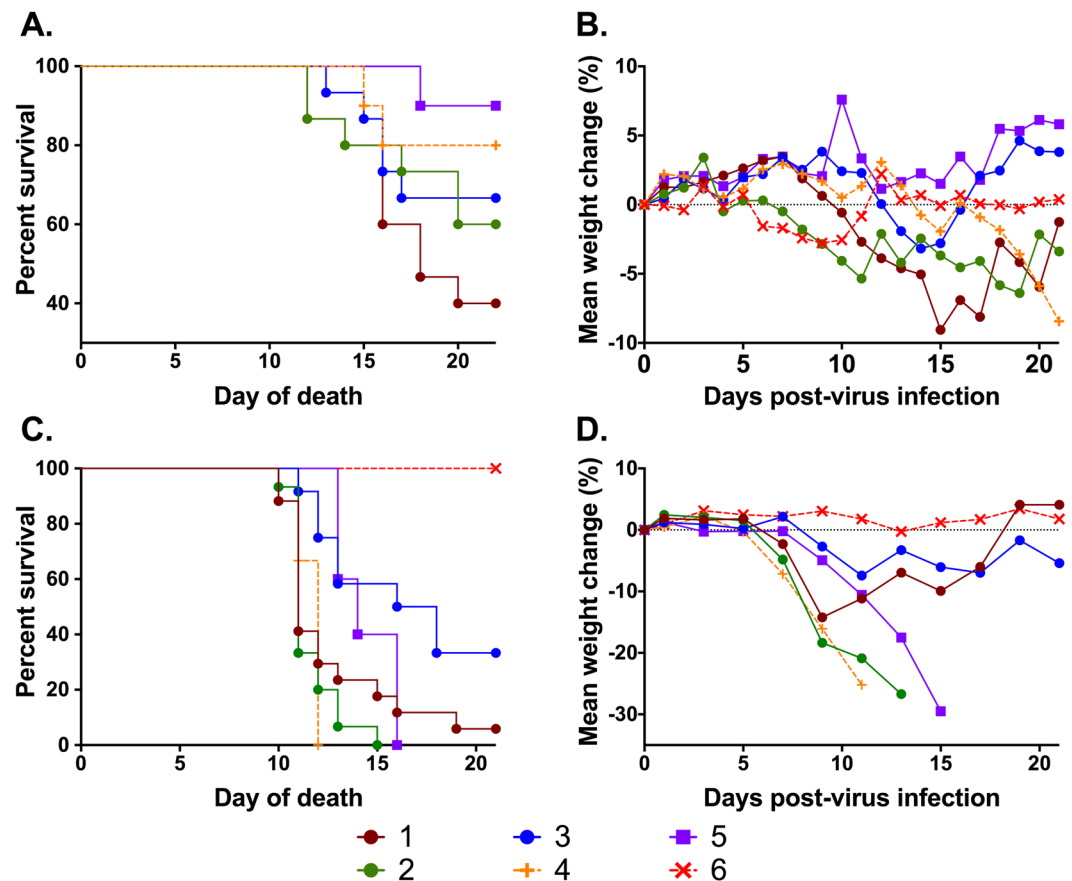 A.
Percent survival
100
80
60
40
0 5 10 15 20
Day of death
B.
Mean weight change (%)
10
5
0
-5
-10
0 5 10 15 20
Days post-virus infection
C.
Percent survival
100
80
60
40
20
0
0 5 10 15 20
Day of death
D.
Mean weight change (%)
10
0
-10
-20
-30
0 5 10 15 20
Days post-virus infection
1 3 5
2 4 6